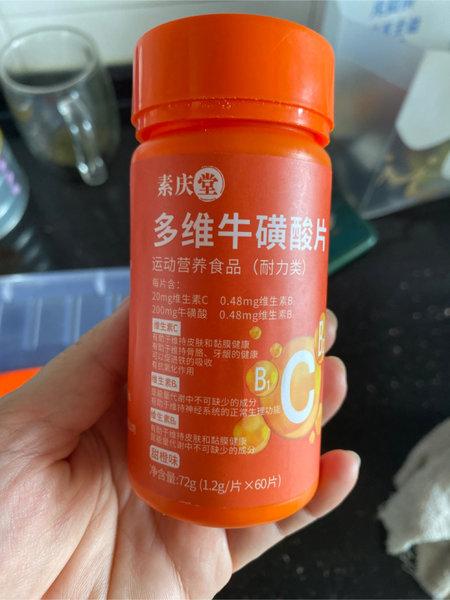 素庆堂
多维牛磺酸片
运动营养食品（耐力类）
每片含：
20mg维生素C 0.48mg维生素B
200mg牛磺酸 0.48mg维生素B
维生素C
有助于维持皮肤和黏膜健康
有助于维持骨骼、牙龈的健康
可以促进铁的吸收
有抗氧化作用
维生素B₁
是能量代谢中不可缺少的成分
有助于维持神经系统的正常生理功能
维生素B₂
有助于维持皮肤和黏膜健康
是能量代谢中不可缺少的成分
甜橙味
净含量:72g (1.2g/片×60片)
B₁
C
B